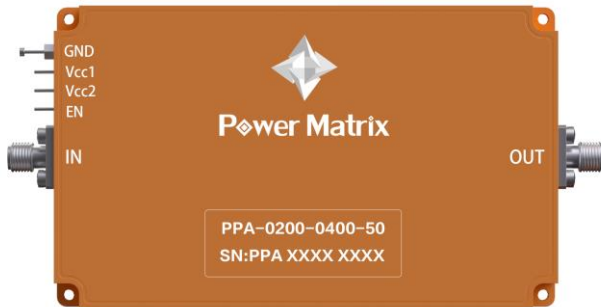 GND
Vcc1
Vcc2
EN
Power Matrix
IN
OUT
PPA-0200-0400-50
SN:PPA XXXX XXXX